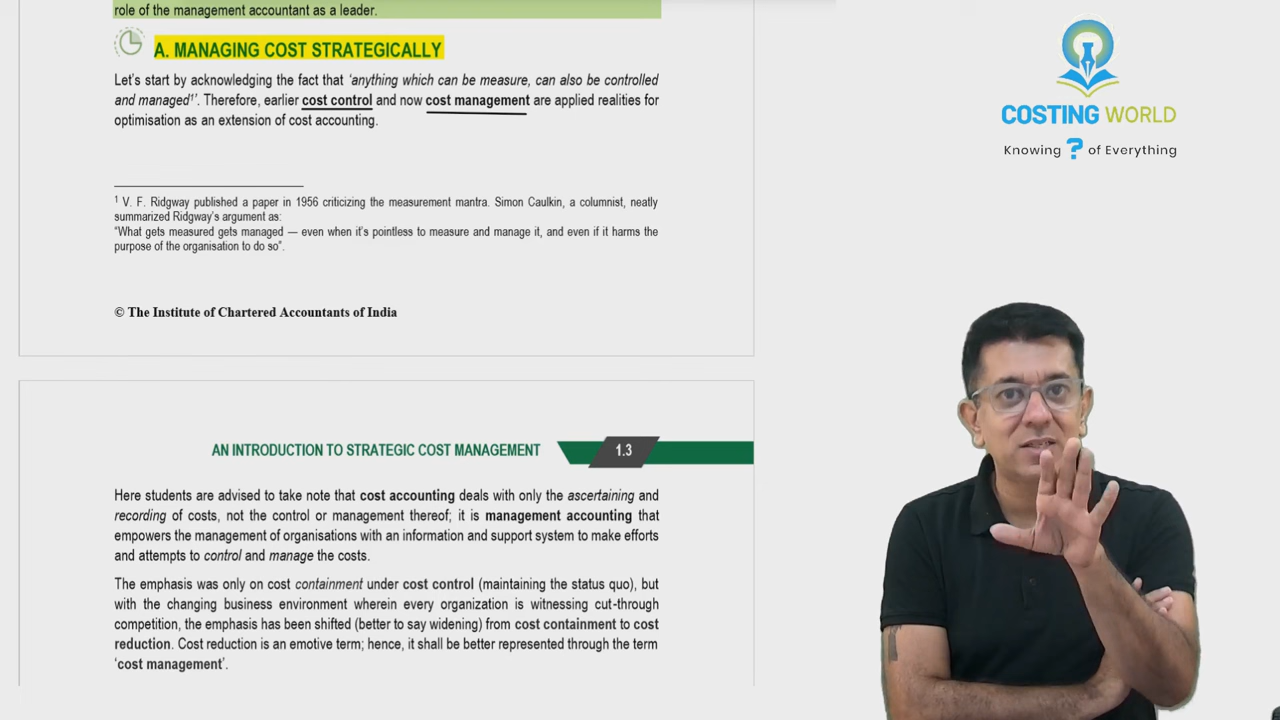 role of the management accountant as a leader.
A. MANAGING COST STRATEGICALLY
Let's start by acknowledging the fact that 'anything which can be measure, can also be controlled
and managed¹'. Therefore, earlier cost control and now cost management are applied realities for
optimisation as an extension of cost accounting.
¹ V. F. Ridgway published a paper in 1956 criticizing the measurement mantra. Simon Caulkin, a columnist, neatly
summarized Ridgway's argument as:
“What gets measured gets managed — even when it's pointless to measure and manage it, and even if it harms the
purpose of the organisation to do so”.
© The Institute of Chartered Accountants of India
AN INTRODUCTION TO STRATEGIC COST MANAGEMENT 1.3
Here students are advised to take note that cost accounting deals with only the ascertaining and
recording of costs, not the control or management thereof; it is management accounting that
empowers the management of organisations with an information and support system to make efforts
and attempts to control and manage the costs.
The emphasis was only on cost containment under cost control (maintaining the status quo), but
with the changing business environment wherein every organization is witnessing cut-through
competition, the emphasis has been shifted (better to say widening) from cost containment to cost
reduction. Cost reduction is an emotive term; hence, it shall be better represented through the term
'cost management'.
COSTING WORLD
Knowing ? of Everything